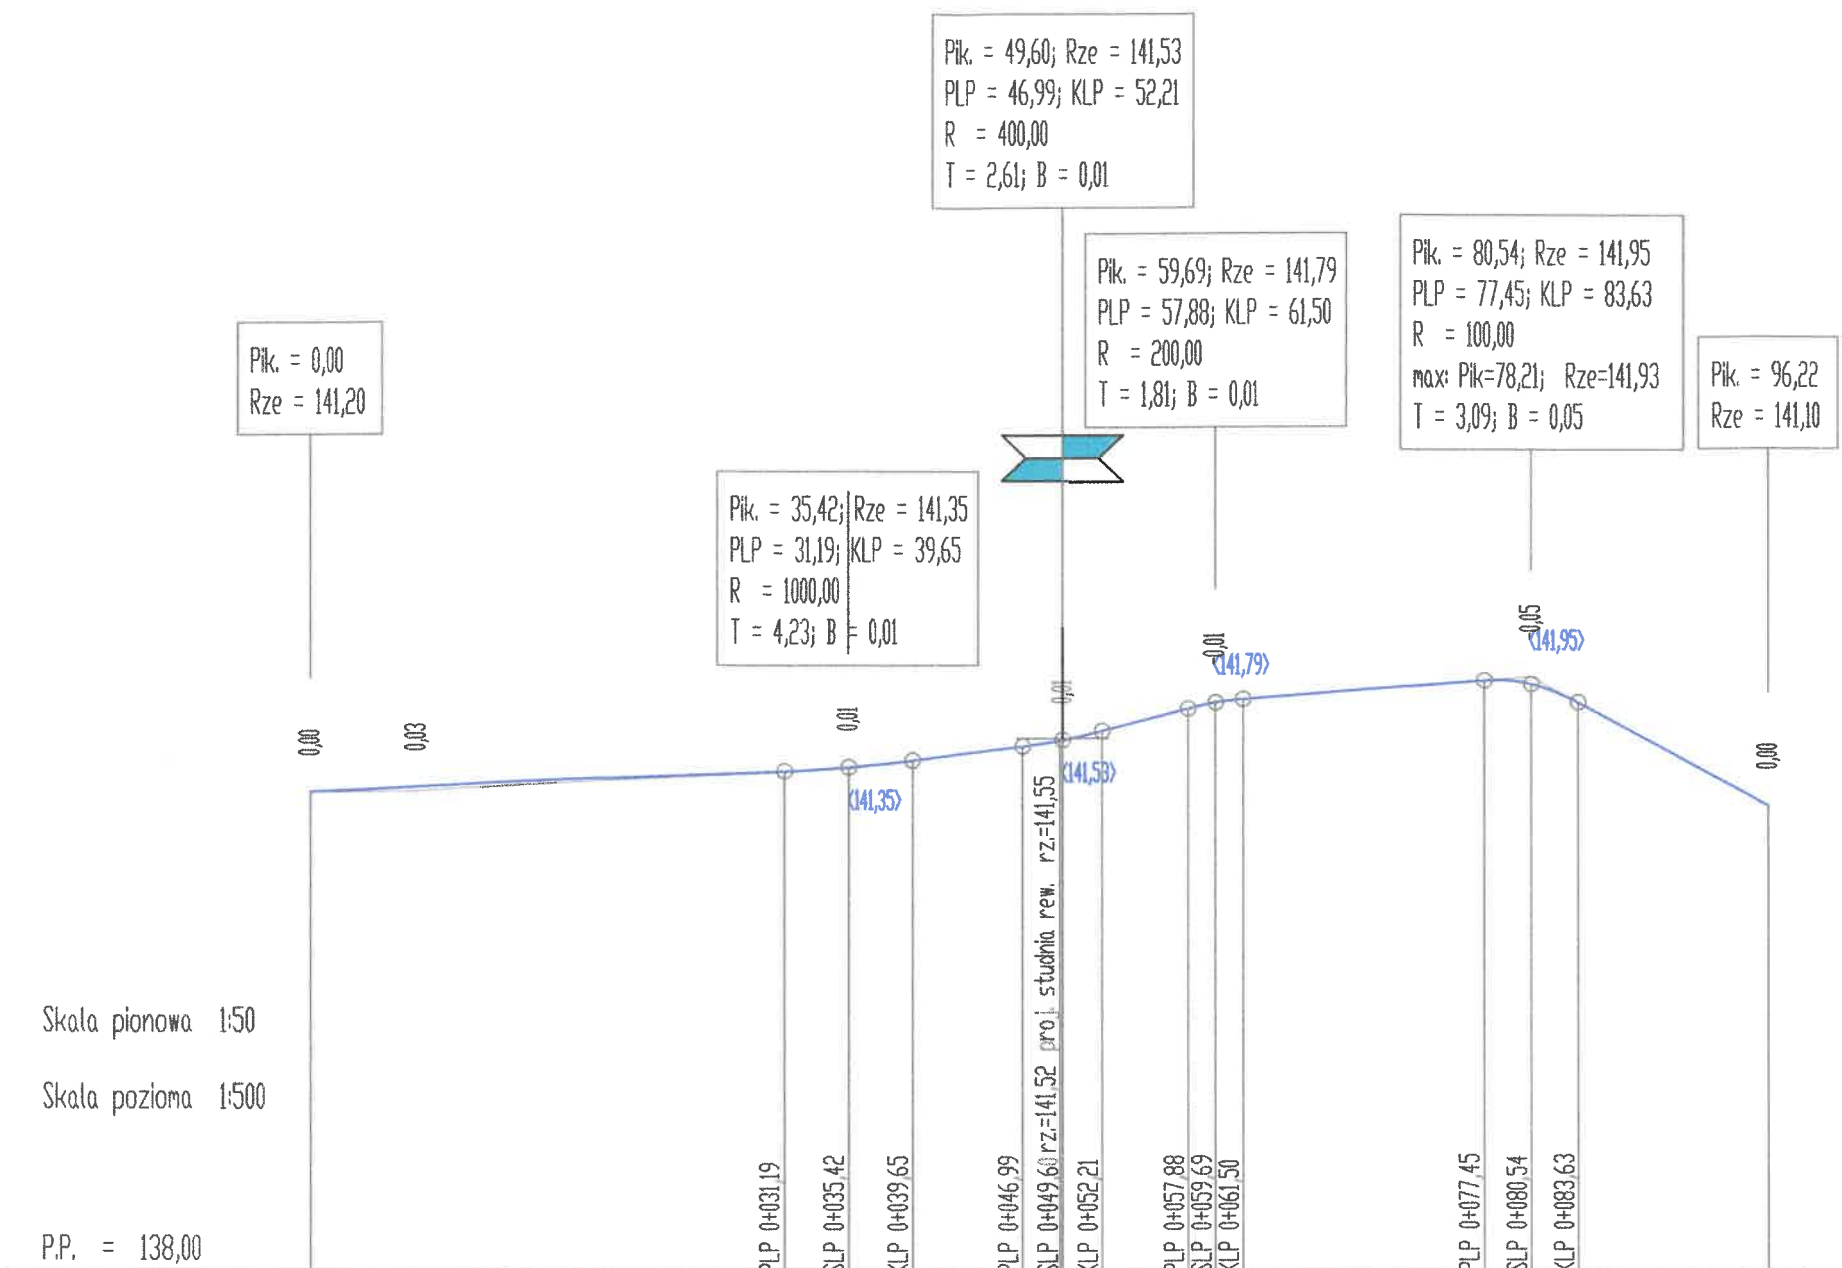 Pik. = 49,60; Rze = 141,53
PLP = 46,99; KLP = 52,21
R = 400,00
T = 2,61; B = 0,01
Pik. = 59,69; Rze = 141,79
PLP = 57,88; KLP = 61,50
R = 200,00
T = 1,81; B = 0,01
Pik. = 80,54; Rze = 141,95
PLP = 77,45; KLP = 83,63
R = 100,00
max: Pik=78,21; Rze=141,93
T = 3,09; B = 0,05
Pik. = 0,00
Rze = 141,20
Pik. = 96,22
Rze = 141,10
Pik. = 35,42; Rze = 141,35
PLP = 31,19; KLP = 39,65
R = 1000,00
T = 4,23; B = 0,01
0,00
0,03
0,01
0,01
0,01
0,05
0,00
<141,35>
<141,53>
<141,79>
<141,95>
rz.=141,52 proj. studnia rew. rz.=141,55
Skala pionowa 1:50
Skala pozioma 1:500
P.P. = 138,00
PLP 0+031,19
SLP 0+035,42
KLP 0+039,65
PLP 0+046,99
SLP 0+049,60
KLP 0+052,21
PLP 0+057,88
SLP 0+059,69
KLP 0+061,50
PLP 0+077,45
SLP 0+080,54
KLP 0+083,63